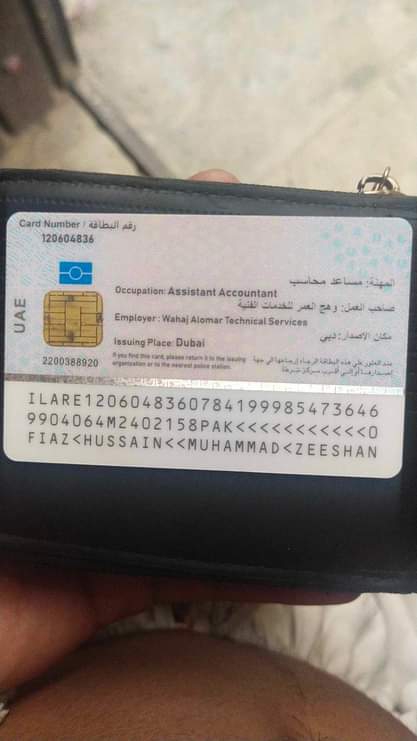 Card Number / رقم البطاقة
120604836
UAE
المهنة: مساعد محاسب
Occupation: Assistant Accountant
صاحب العمل: وهج العمر للخدمات الفنية
Employer: Wahaj Alomar Technical Services
مكان الاصدار: دبي
Issuing Place: Dubai
2200388920
If you find this card, please return it to the issuing
organization or to the nearest police station.
عند العثور على هذه البطاقة الرجاء إرجاعها الى جهة
إصدارها أو الى أقرب مركز شرطة
ILARE1206048360784199985473646
9904064M2402158PAK<<<<<<<<<<<0
FIAZ<HUSSAIN<<MUHAMMAD<ZEESHAN